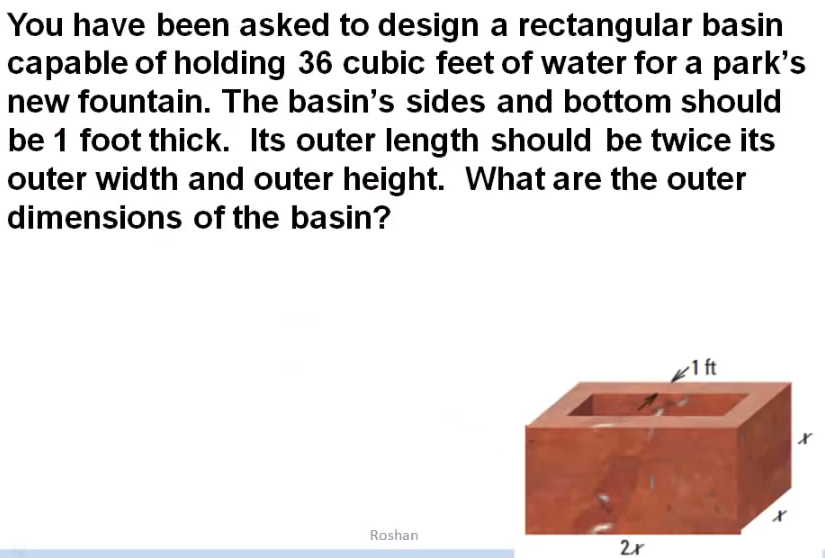 You have been asked to design a rectangular basin
capable of holding 36 cubic feet of water for a park’s
new fountain. The basin’s sides and bottom should
be 1 foot thick. Its outer length should be twice its
outer width and outer height. What are the outer
dimensions of the basin?
1 ft
x
x
2x
Roshan